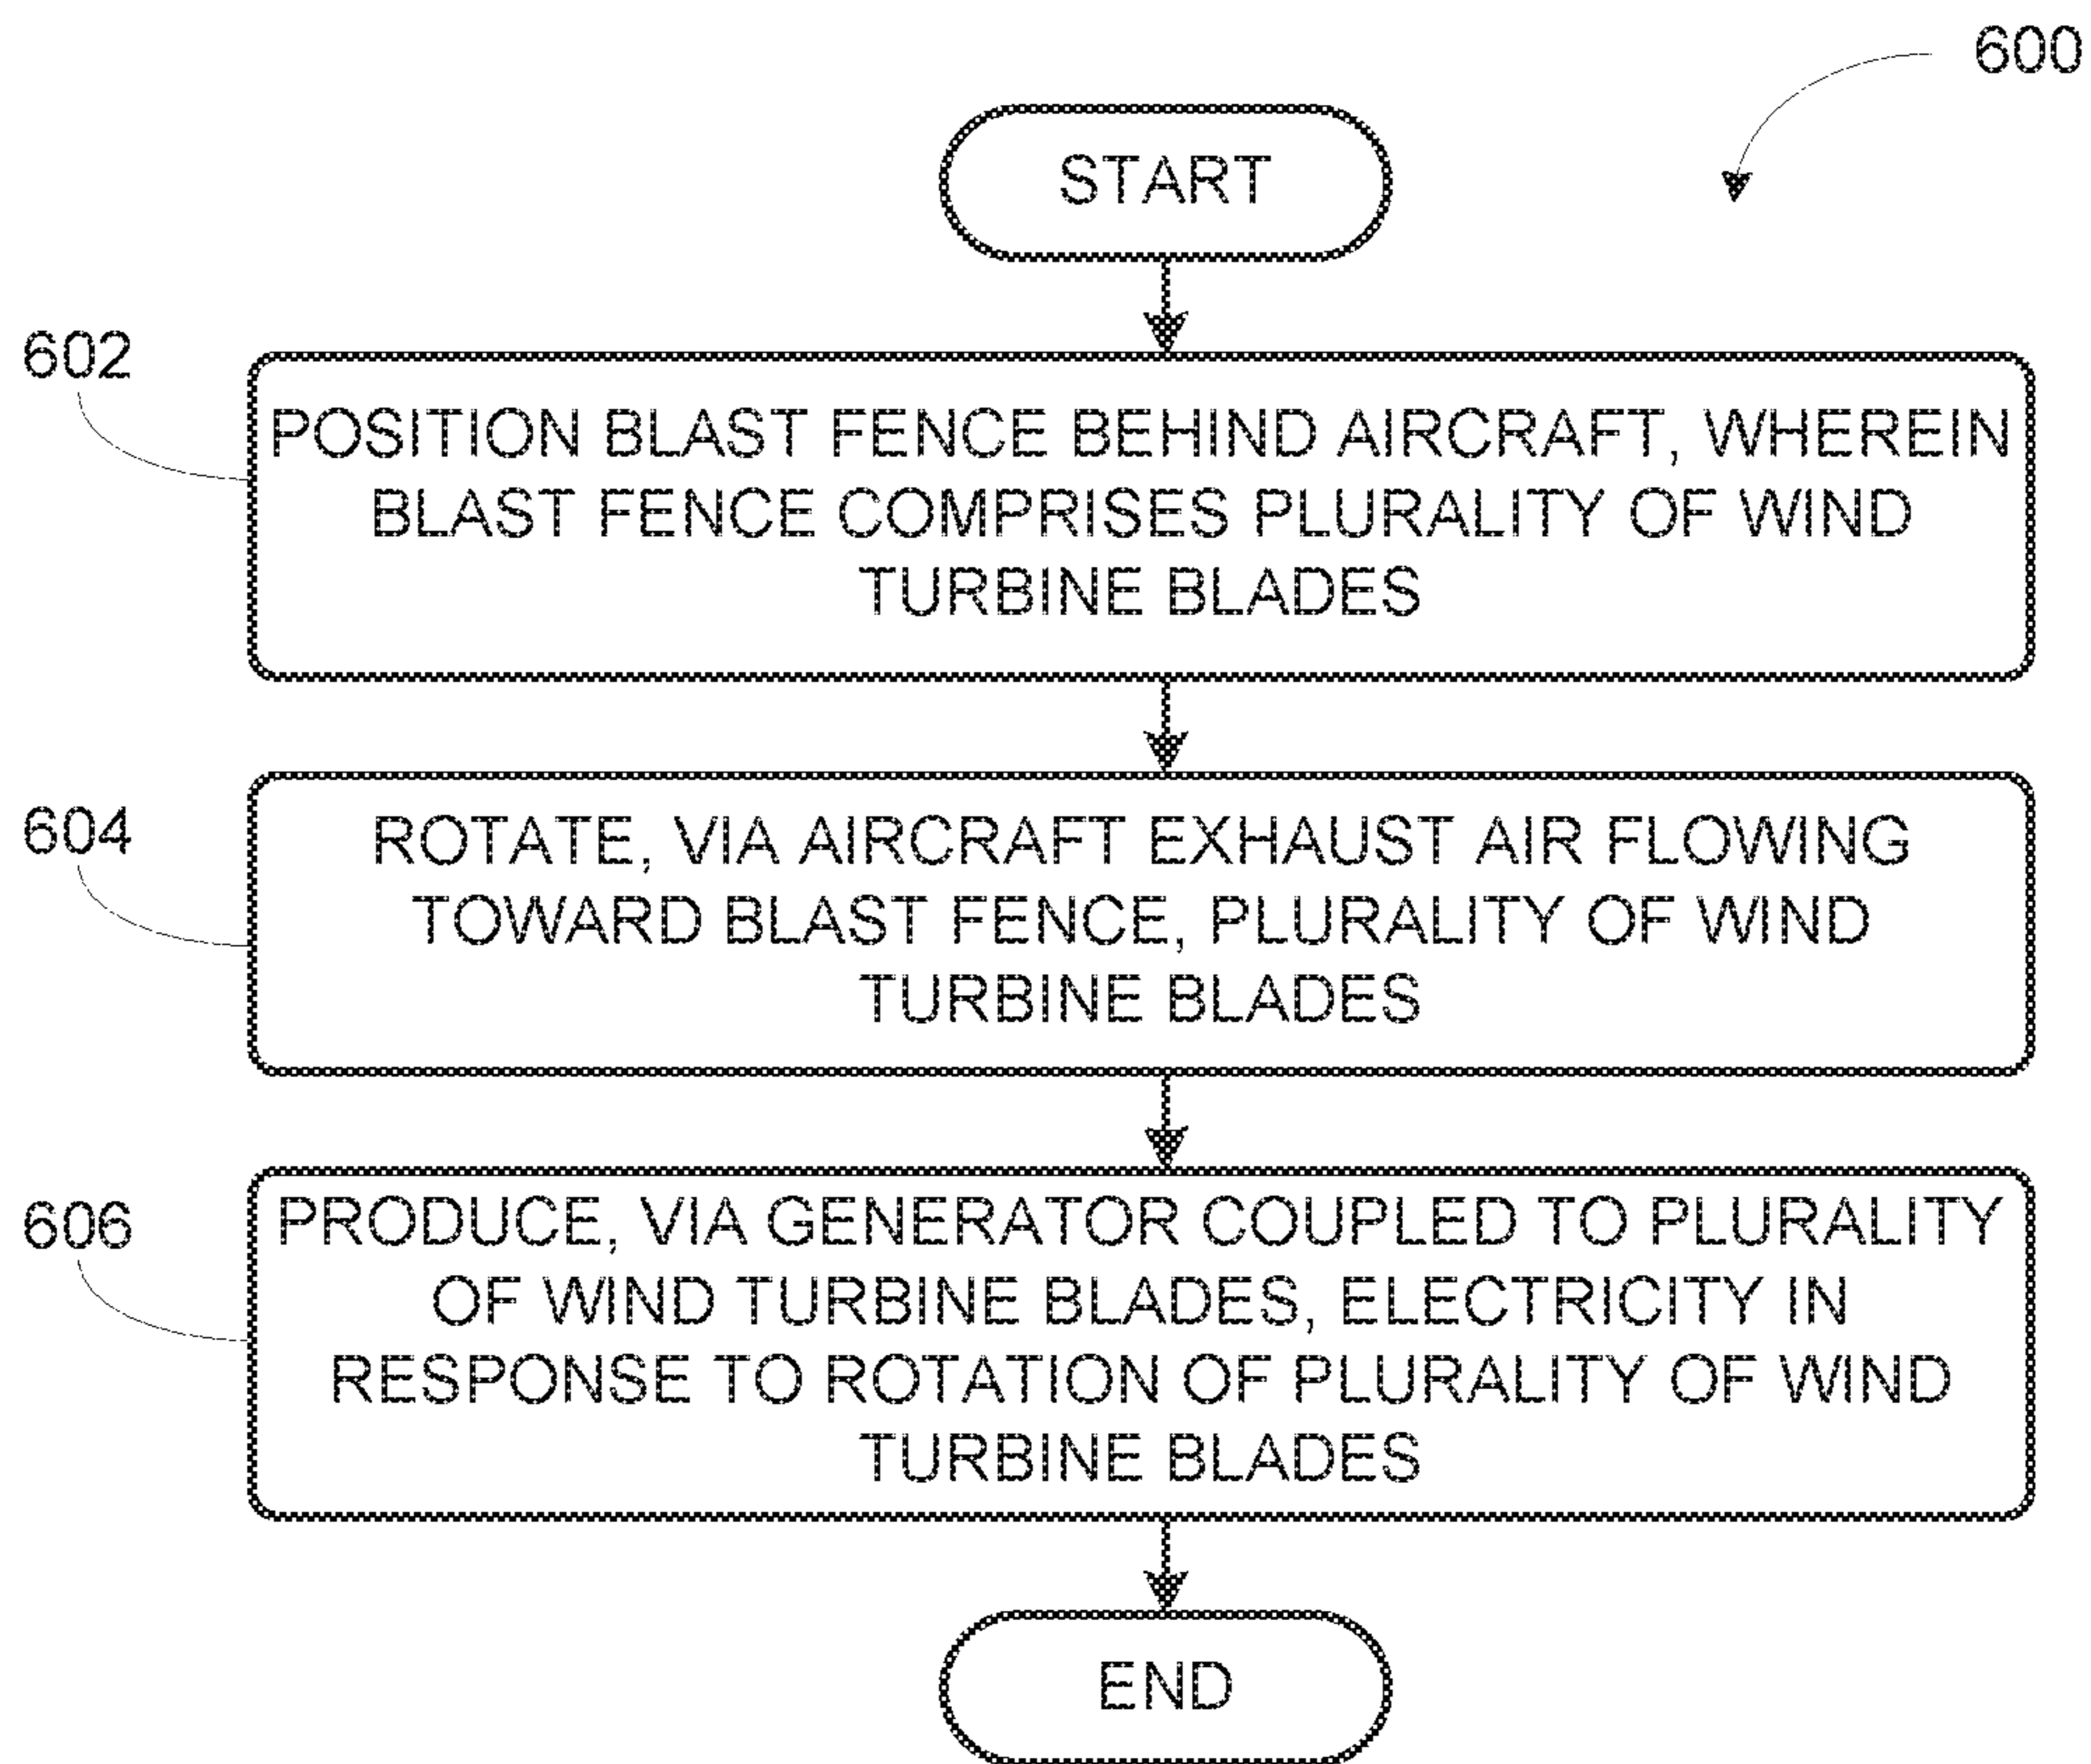 600
START
602
POSITION BLAST FENCE BEHIND AIRCRAFT, WHEREIN
BLAST FENCE COMPRISES PLURALITY OF WIND
TURBINE BLADES
604
ROTATE, VIA AIRCRAFT EXHAUST AIR FLOWING
TOWARD BLAST FENCE, PLURALITY OF WIND
TURBINE BLADES
606
PRODUCE, VIA GENERATOR COUPLED TO PLURALITY
OF WIND TURBINE BLADES, ELECTRICITY IN
RESPONSE TO ROTATION OF PLURALITY OF WIND
TURBINE BLADES
END